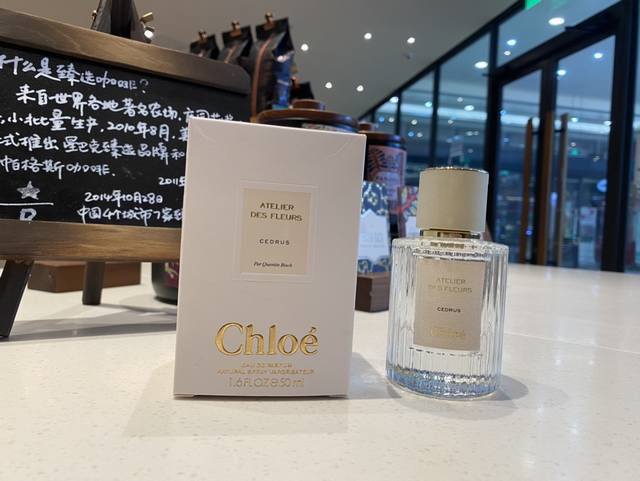 什么是臻选咖啡?
来自世界各地著名农场,
,小批量生产,2010年8月,
式推出 星巴克臻选品牌和
帕格斯咖啡.
2011
2014年10月28日
中国4个城市7家
ATELIER
DES FLEURS
CEDRUS
Par Quentin Bisch
Chloé
EAU DE PARFUM
NATURAL SPRAY VAPORISATEUR
1.6 FL.OZ ℮ 50 ml
ATELIER
DES FLEURS
CEDRUS
Chloé